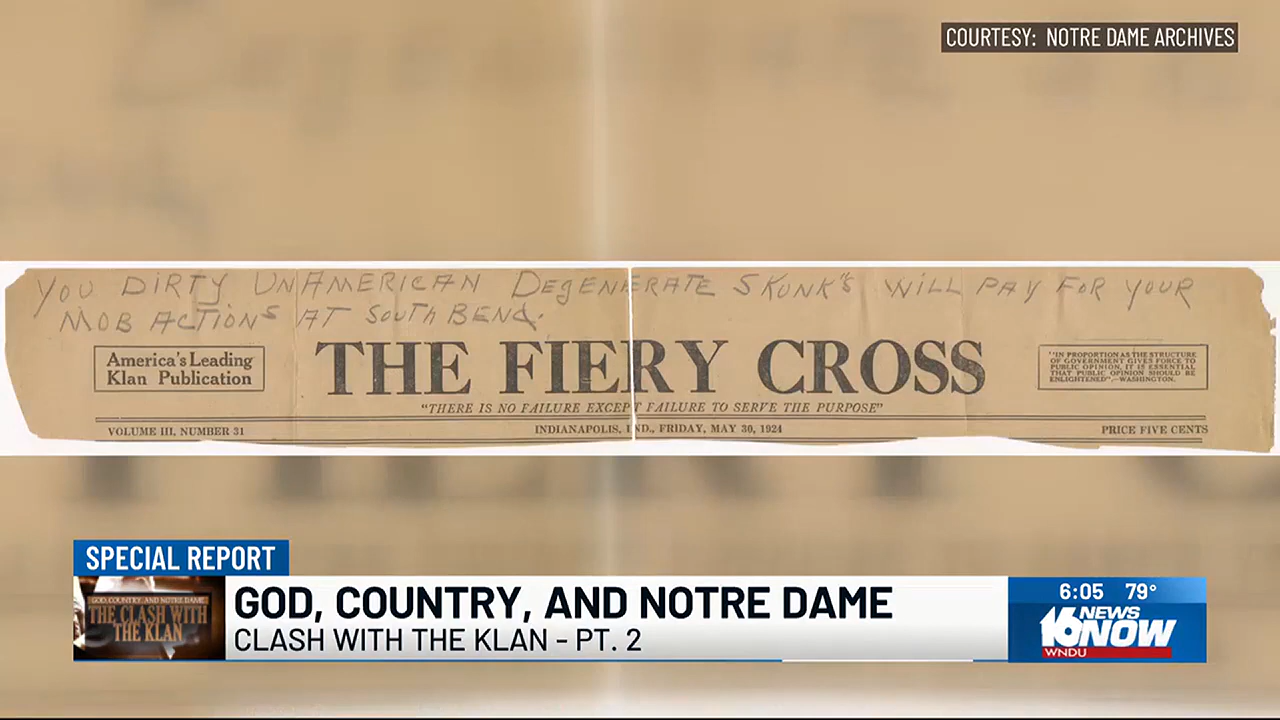 COURTESY: NOTRE DAME ARCHIVES
YOU DIRTY UNAMERICAN DEGENERATE SKUNK'S WILL PAY FOR YOUR
MOB ACTIONS AT SOUTH BEND.
America's Leading
Klan Publication
THE FIERY CROSS
"IN PROPORTION AS THE STRUCTURE
OF GOVERNMENT GIVES FORCE TO
PUBLIC OPINION, IT IS ESSENTIAL
THAT PUBLIC OPINION SHOULD BE
ENLIGHTENED".—WASHINGTON.
"THERE IS NO FAILURE EXCEPT FAILURE TO SERVE THE PURPOSE"
VOLUME III, NUMBER 31
INDIANAPOLIS, IND., FRIDAY, MAY 30, 1924
PRICE FIVE CENTS
SPECIAL REPORT
GOD, COUNTRY, AND NOTRE DAME
THE CLASH WITH
THE KLAN
GOD, COUNTRY, AND NOTRE DAME
CLASH WITH THE KLAN - PT. 2
6:05 79°
16 NEWS
NOW
WNDU